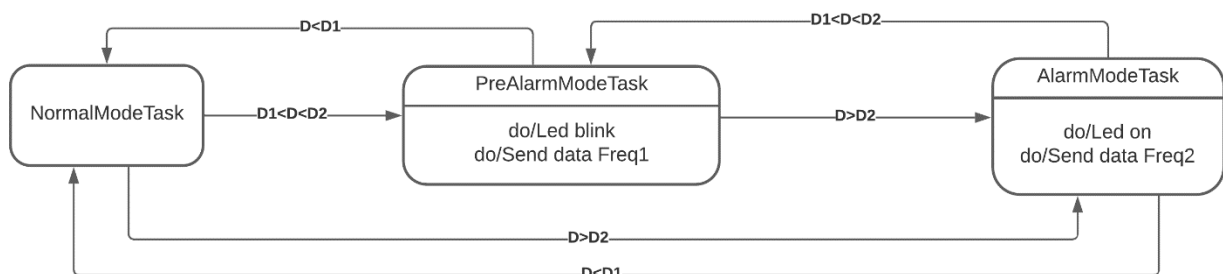 D<D1
D1<D<D2
NormalModeTask
D1<D<D2
PreAlarmModeTask
do/Led blink
do/Send data Freq1
D>D2
AlarmModeTask
do/Led on
do/Send data Freq2
D>D2
D<D1